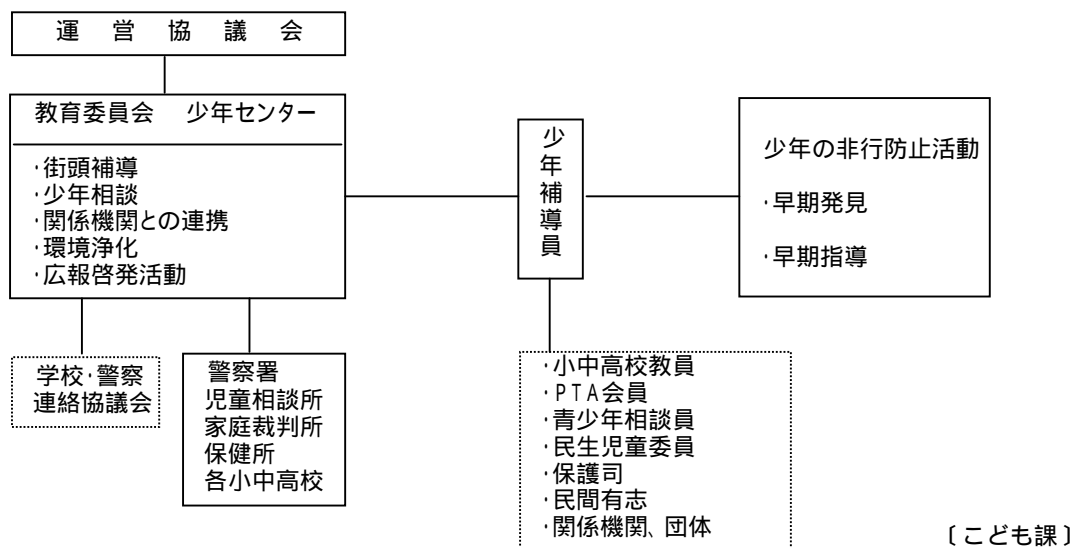 運 営 協 議 会
教育委員会 少年センター
・街頭補導
・少年相談
・関係機関との連携
・環境浄化
・広報啓発活動
少年補導員
少年の非行防止活動
・早期発見
・早期指導
学校・警察
連絡協議会
警察署
児童相談所
家庭裁判所
保健所
各小中高校
・小中高校教員
・PTA会員
・青少年相談員
・民生児童委員
・保護司
・民間有志
・関係機関、団体
〔こども課〕